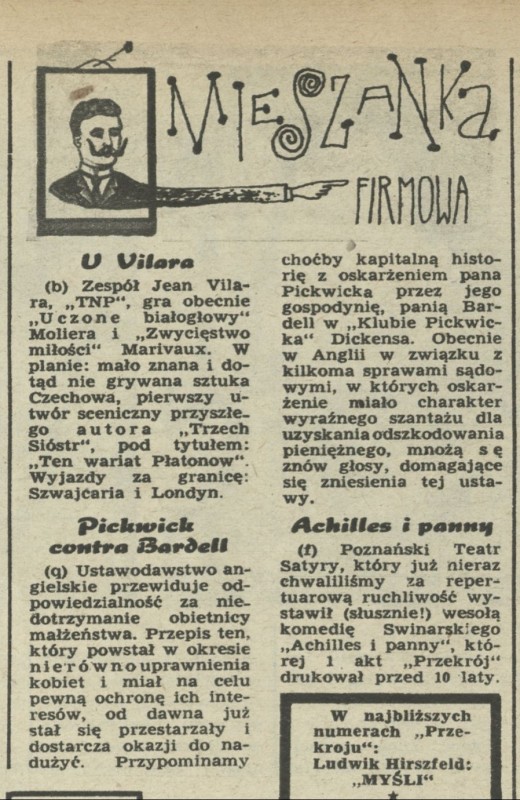 MIESZANKA
FIRMOWA
U Vilara
(b) Zespół Jean Vila-
ra, „TNP“, gra obecnie
„Uczone białogłowy“
Moliera i „Zwycięstwo
miłości“ Marivaux. W
planie: mało znana i do-
tąd nie grywana sztuka
Czechowa, pierwszy u-
twór sceniczny przyszłe-
go autora „Trzech
Sióstr“, pod tytułem:
„Ten wariat Płatonow“.
Wyjazdy za granicę:
Szwajcaria i Londyn.
Pickwick
contra Bardell
(q) Ustawodawstwo an-
gielskie przewiduje od-
powiedzialność za nie-
dotrzymanie obietnicy
małżeństwa. Przepis ten,
który powstał w okresie
nierównouprawnienia
kobiet i miał na celu
pewną ochronę ich inte-
resów, od dawna już
stał się przestarzały i
dostarcza okazji do na-
dużyć. Przypominamy
choćby kapitalną histo-
rię z oskarżeniem pana
Pickwicka przez jego
gospodynię, panią Bar-
dell w „Klubie Pickwic-
ka“ Dickensa. Obecnie
w Anglii w związku z
kilkoma sprawami sądo-
wymi, w których oskar-
żenie miało charakter
wyraźnego szantażu dla
uzyskania odszkodowania
pieniężnego, mnożą s ę
znów głosy, domagające
się zniesienia tej usta-
wy.
Achilles i panny
(f) Poznański Teatr
Satyry, który już nieraz
chwaliliśmy za reper-
tuarową ruchliwość wy-
stawił (słusznie!) wesołą
komedię Swinarskiego
„Achilles i panny“, któ-
rej 1 akt „Przekrój“
drukował przed 10 laty.
W najbliższych
numerach „Prze-
kroju“:
Ludwik Hirszfeld:
„MYŚLI“